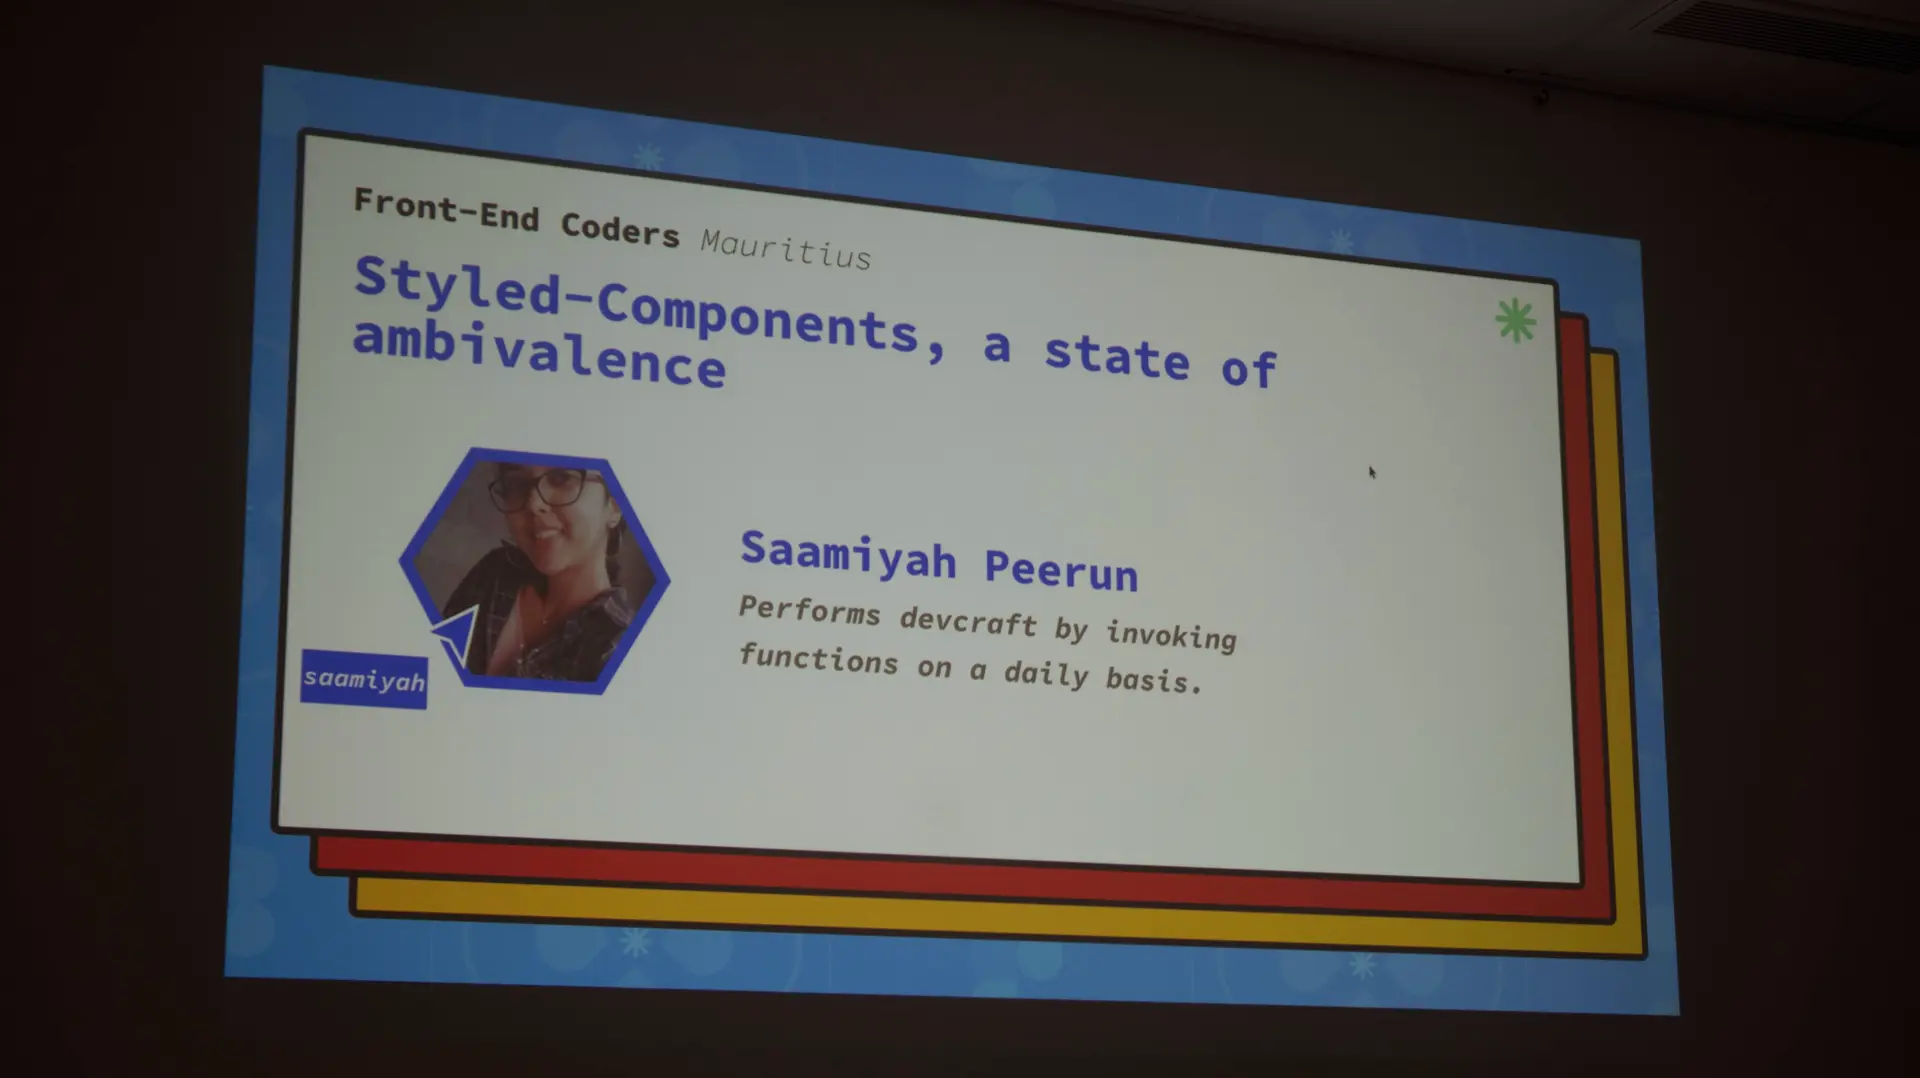 Front-End Coders Mauritius
Styled-Components, a state of
ambivalence
Saamiyah Peerun
Performs devcraft by invoking
functions on a daily basis.
saamiyah